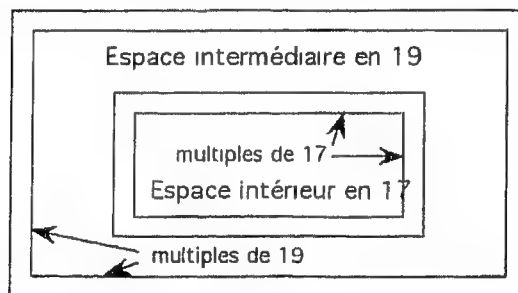 Espace intermédiaire en 19
multiples de 17
Espace intérieur en 17
multiples de 19